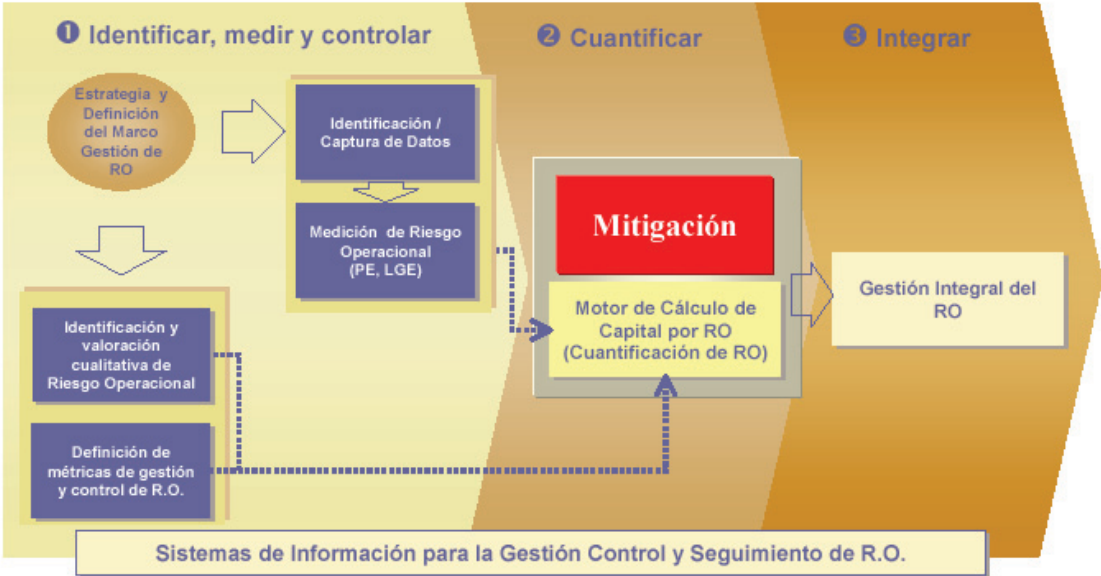 ❶ Identificar, medir y controlar
❷ Cuantificar
❸ Integrar
Estrategia y
Definición
del Marco
Gestión de
RO
Identificación /
Captura de Datos
Medición de Riesgo
Operacional
(PE, LGE)
Identificación y
valoración
cualitativa de
Riesgo Operacional
Definición de
métricas de gestión
y control de R.O.
Mitigación
Motor de Cálculo de
Capital por RO
(Cuantificación de RO)
Gestión Integral del
RO
Sistemas de Información para la Gestión Control y Seguimiento de R.O.